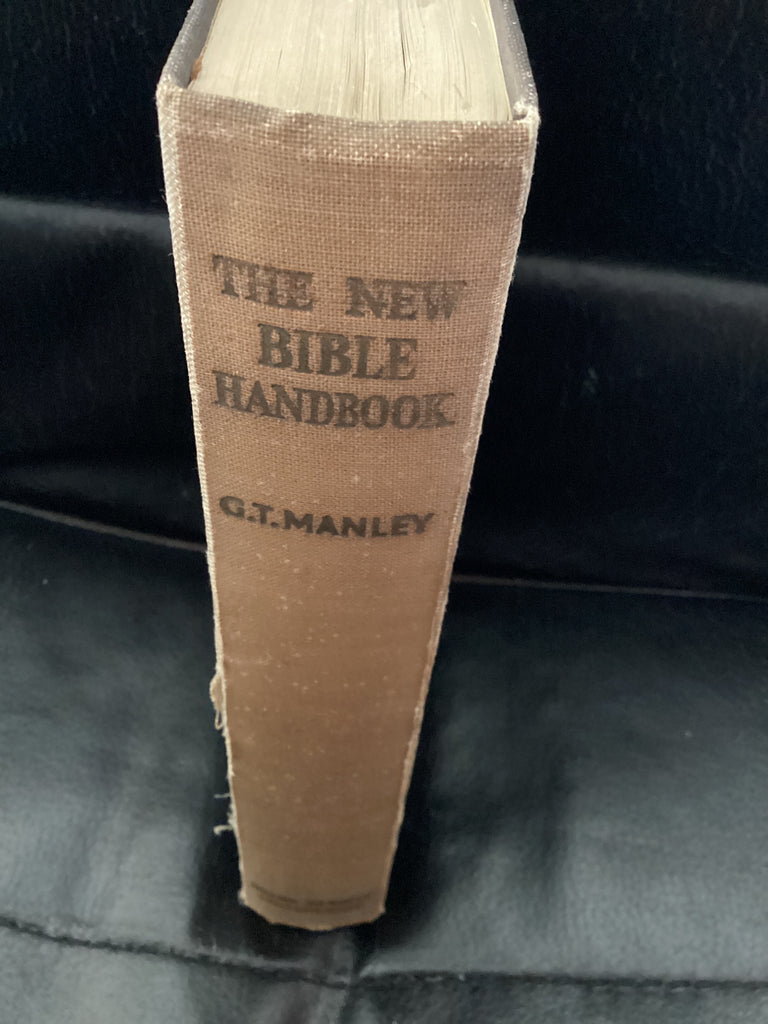 THE NEW
BIBLE
HANDBOOK
G.T. MANLEY